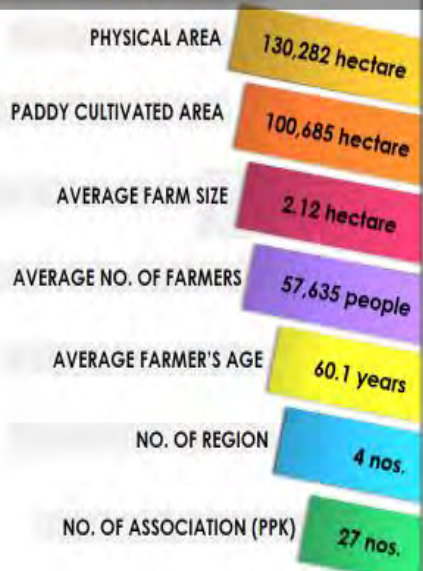 PHYSICAL AREA 130,282 hectare
PADDY CULTIVATED AREA 100,685 hectare
AVERAGE FARM SIZE 2.12 hectare
AVERAGE NO. OF FARMERS 57,635 people
AVERAGE FARMER'S AGE 60.1 years
NO. OF REGION 4 nos.
NO. OF ASSOCIATION (PPK) 27 nos.